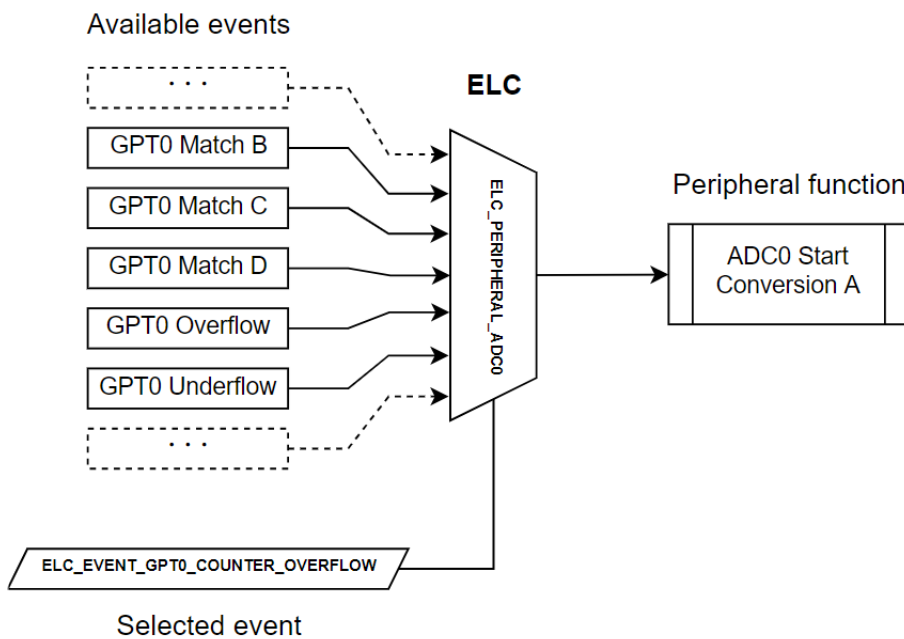 Available events
. . .
GPT0 Match B
GPT0 Match C
GPT0 Match D
GPT0 Overflow
GPT0 Underflow
. . .
ELC
ELC_PERIPHERAL_ADC0
Peripheral function
ADC0 Start
Conversion A
ELC_EVENT_GPT0_COUNTER_OVERFLOW
Selected event